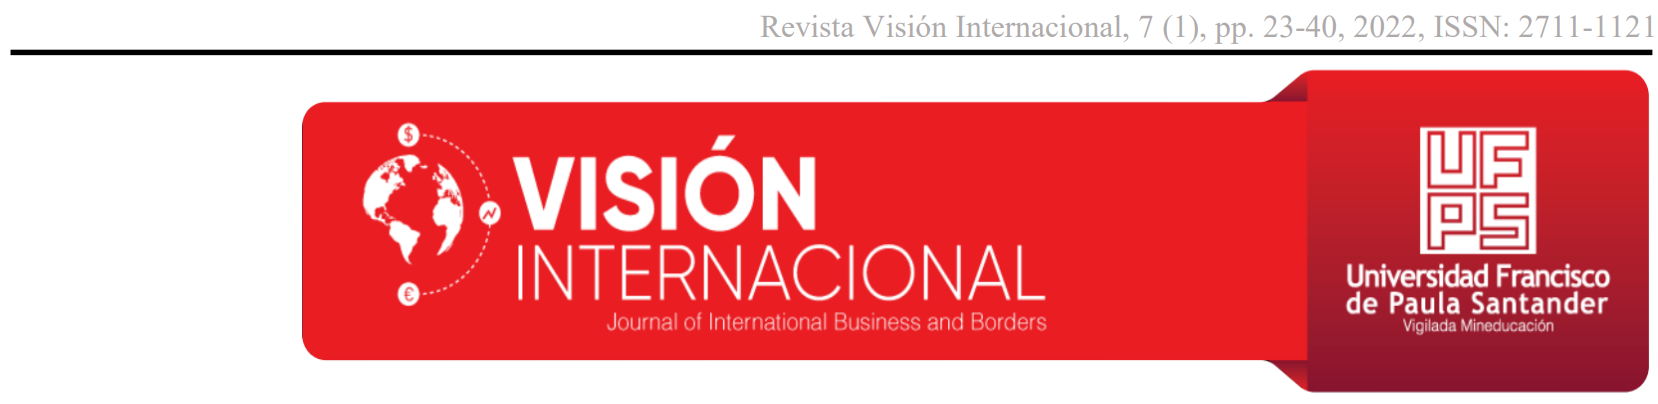 Revista Visión Internacional, 7 (1), pp. 23-40, 2022, ISSN: 2711-1121
$
€
VISIÓN
INTERNACIONAL
Journal of International Business and Borders
UF
PS
Universidad Francisco
de Paula Santander
Vigilada Mineducación